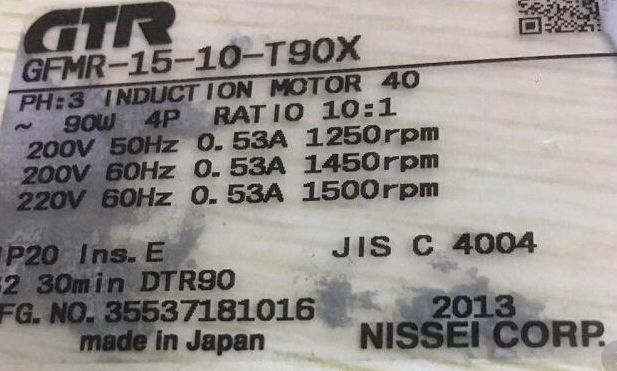 GTR
GFMR-15-10-T90X
PH:3 INDUCTION MOTOR 40
~ 90W 4P RATIO 10:1
200V 50Hz 0.53A 1250rpm
200V 60Hz 0.53A 1450rpm
220V 60Hz 0.53A 1500rpm
IP20 Ins.E JIS C 4004
S2 30min DTR90
FG. NO. 35537181016 2013
made in Japan NISSEI CORP.